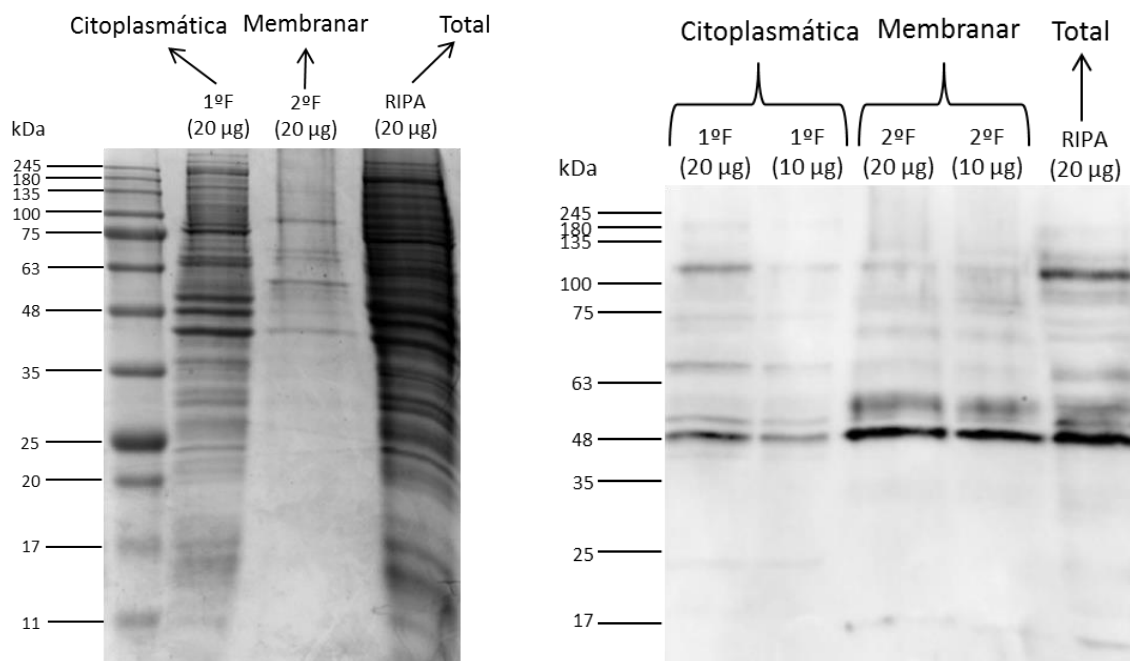 Citoplasmática Membranar Total
1ºF 2ºF RIPA
(20 µg) (20 µg) (20 µg)
kDa
245
180
135
100
75
63
48
35
25
20
17
11
Citoplasmática Membranar Total
1ºF 1ºF 2ºF 2ºF RIPA
(20 µg) (10 µg) (20 µg) (10 µg) (20 µg)
kDa
245
180
135
100
75
63
48
35
25
17